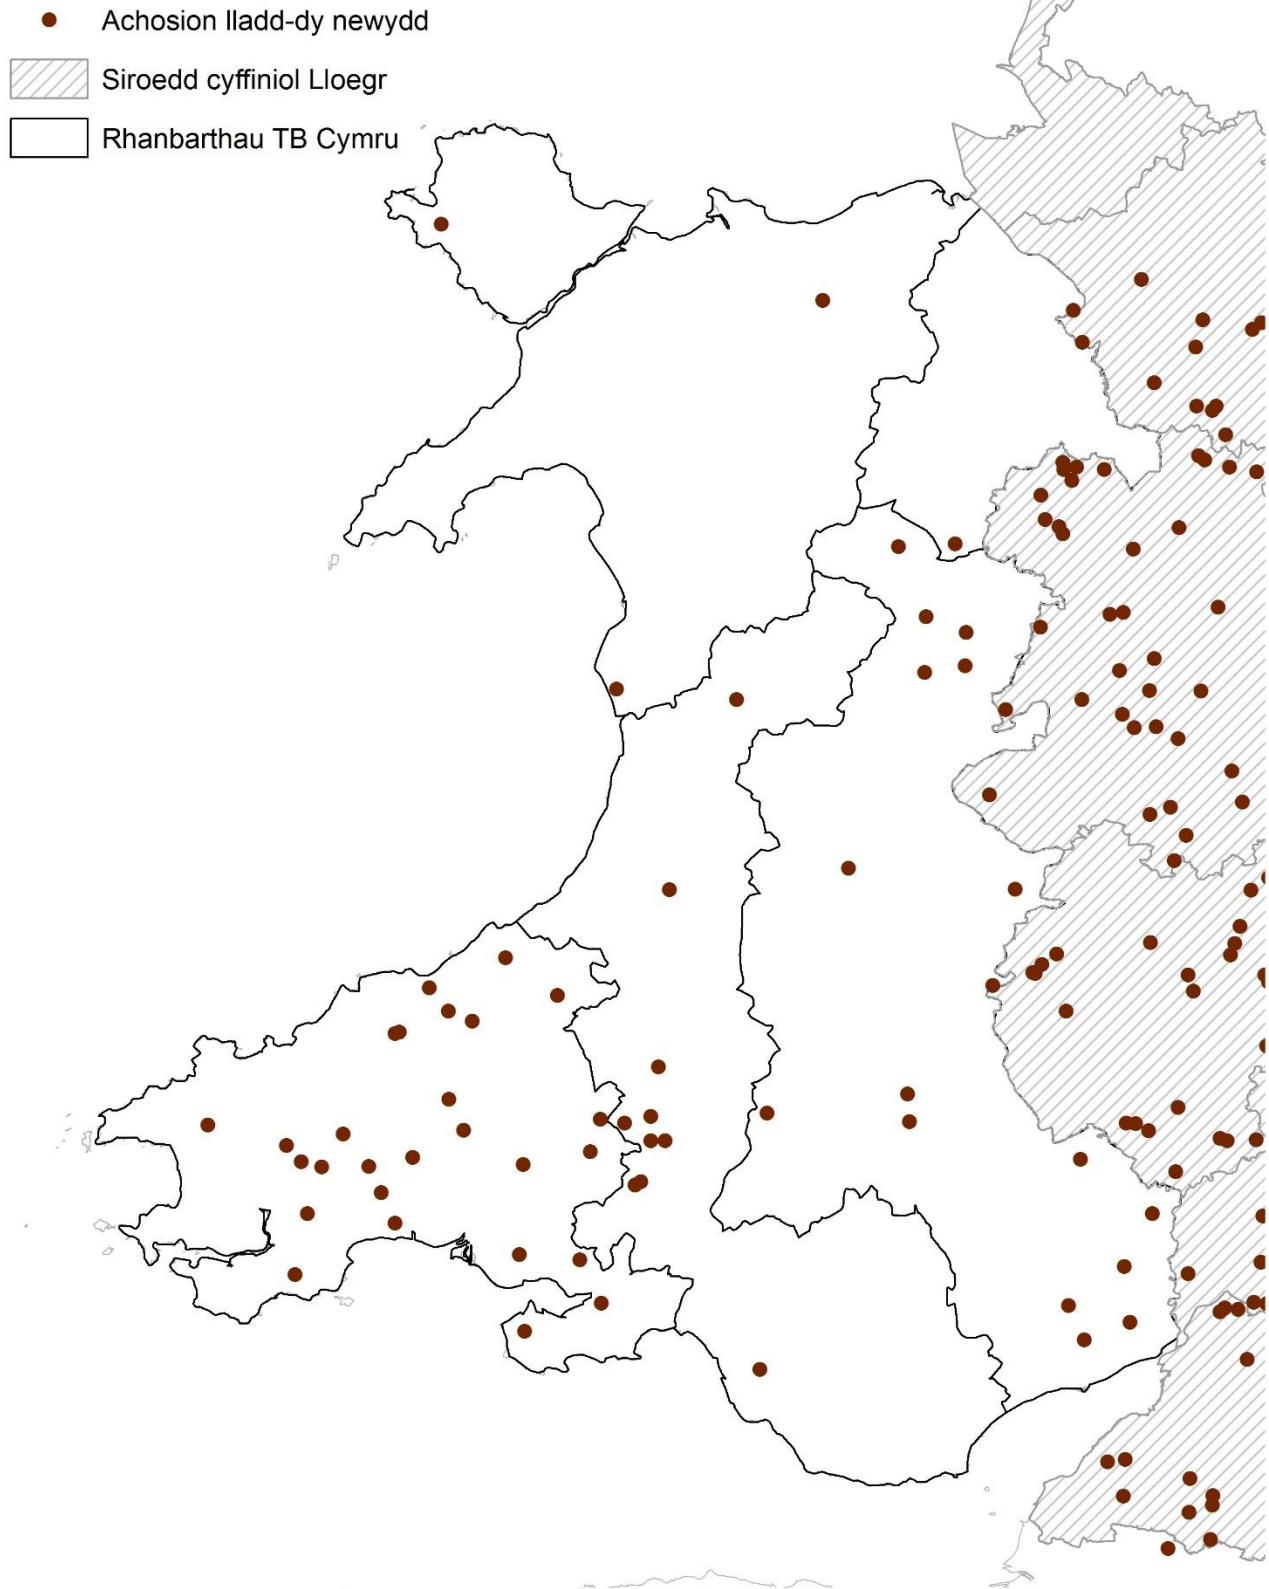 Achosion lladd-dy newydd
Siroedd cyffiniol Lloegr
Rhanbarthau TB Cymru